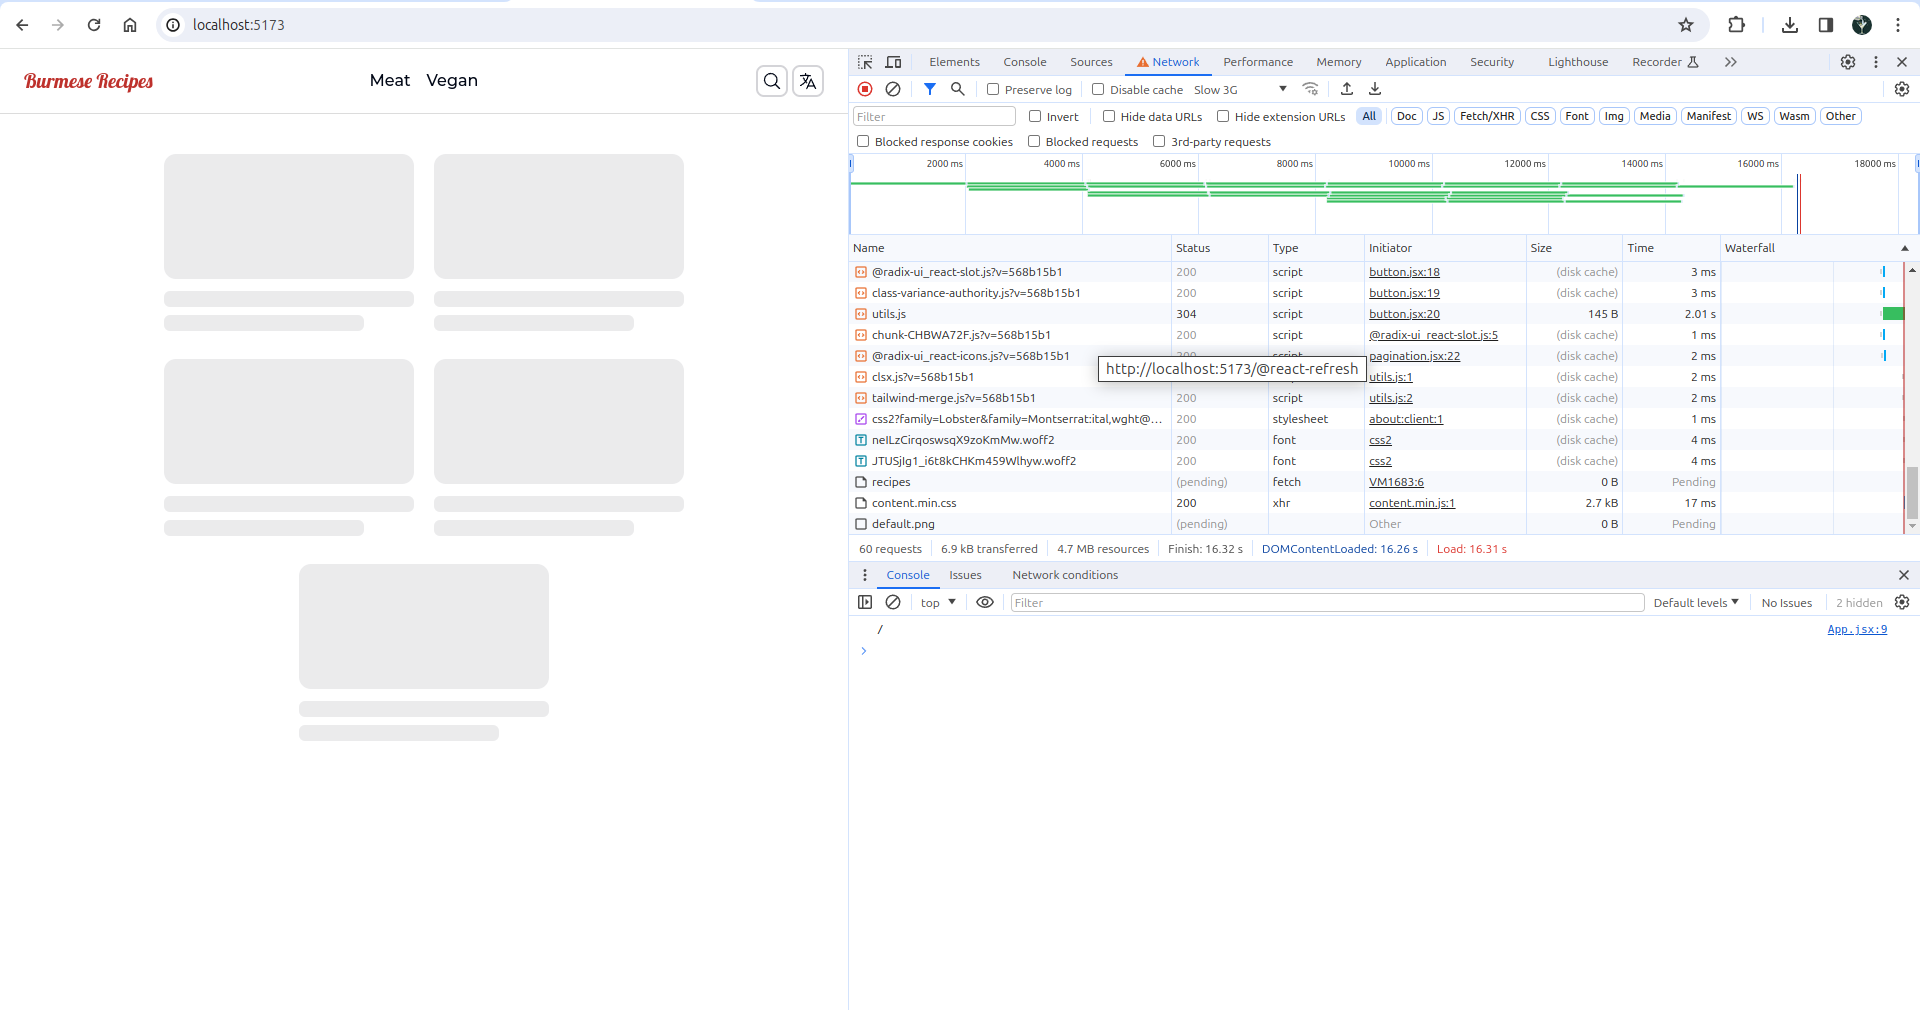 localhost:5173
Burmese Recipes
Meat Vegan
Elements Console Sources Network Performance Memory Application Security Lighthouse Recorder
Preserve log Disable cache Slow 3G
Filter Invert Hide data URLs Hide extension URLs All Doc JS Fetch/XHR CSS Font Img Media Manifest WS Wasm Other
Blocked response cookies Blocked requests 3rd-party requests
2000 ms 4000 ms 6000 ms 8000 ms 10000 ms 12000 ms 14000 ms 16000 ms 18000 ms
Name Status Type Initiator Size Time Waterfall
@radix-ui_react-slot.js?v=568b15b1 200 script button.jsx:18 (disk cache) 3 ms
class-variance-authority.js?v=568b15b1 200 script button.jsx:19 (disk cache) 3 ms
utils.js 304 script button.jsx:20 145 B 2.01 s
chunk-CHBWA72F.js?v=568b15b1 200 script @radix-ui_react-slot.js:5 (disk cache) 1 ms
@radix-ui_react-icons.js?v=568b15b1 200 script pagination.jsx:22 (disk cache) 2 ms
http://localhost:5173/@react-refresh
clsx.js?v=568b15b1 utils.js:1 (disk cache) 2 ms
tailwind-merge.js?v=568b15b1 200 script utils.js:2 (disk cache) 2 ms
css2?family=Lobster&family=Montserrat:ital,wght@... 200 stylesheet about:client:1 (disk cache) 1 ms
neILzCirqoswsqX9zoKmMw.woff2 200 font css2 (disk cache) 4 ms
JTUSjIg1_i6t8kCHKm459Wlhyw.woff2 200 font css2 (disk cache) 4 ms
recipes (pending) fetch VM1683:6 0 B Pending
content.min.css 200 xhr content.min.js:1 2.7 kB 17 ms
default.png (pending) Other 0 B Pending
60 requests 6.9 kB transferred 4.7 MB resources Finish: 16.32 s DOMContentLoaded: 16.26 s Load: 16.31 s
Console Issues Network conditions
top Filter Default levels No Issues 2 hidden
/ App.jsx:9